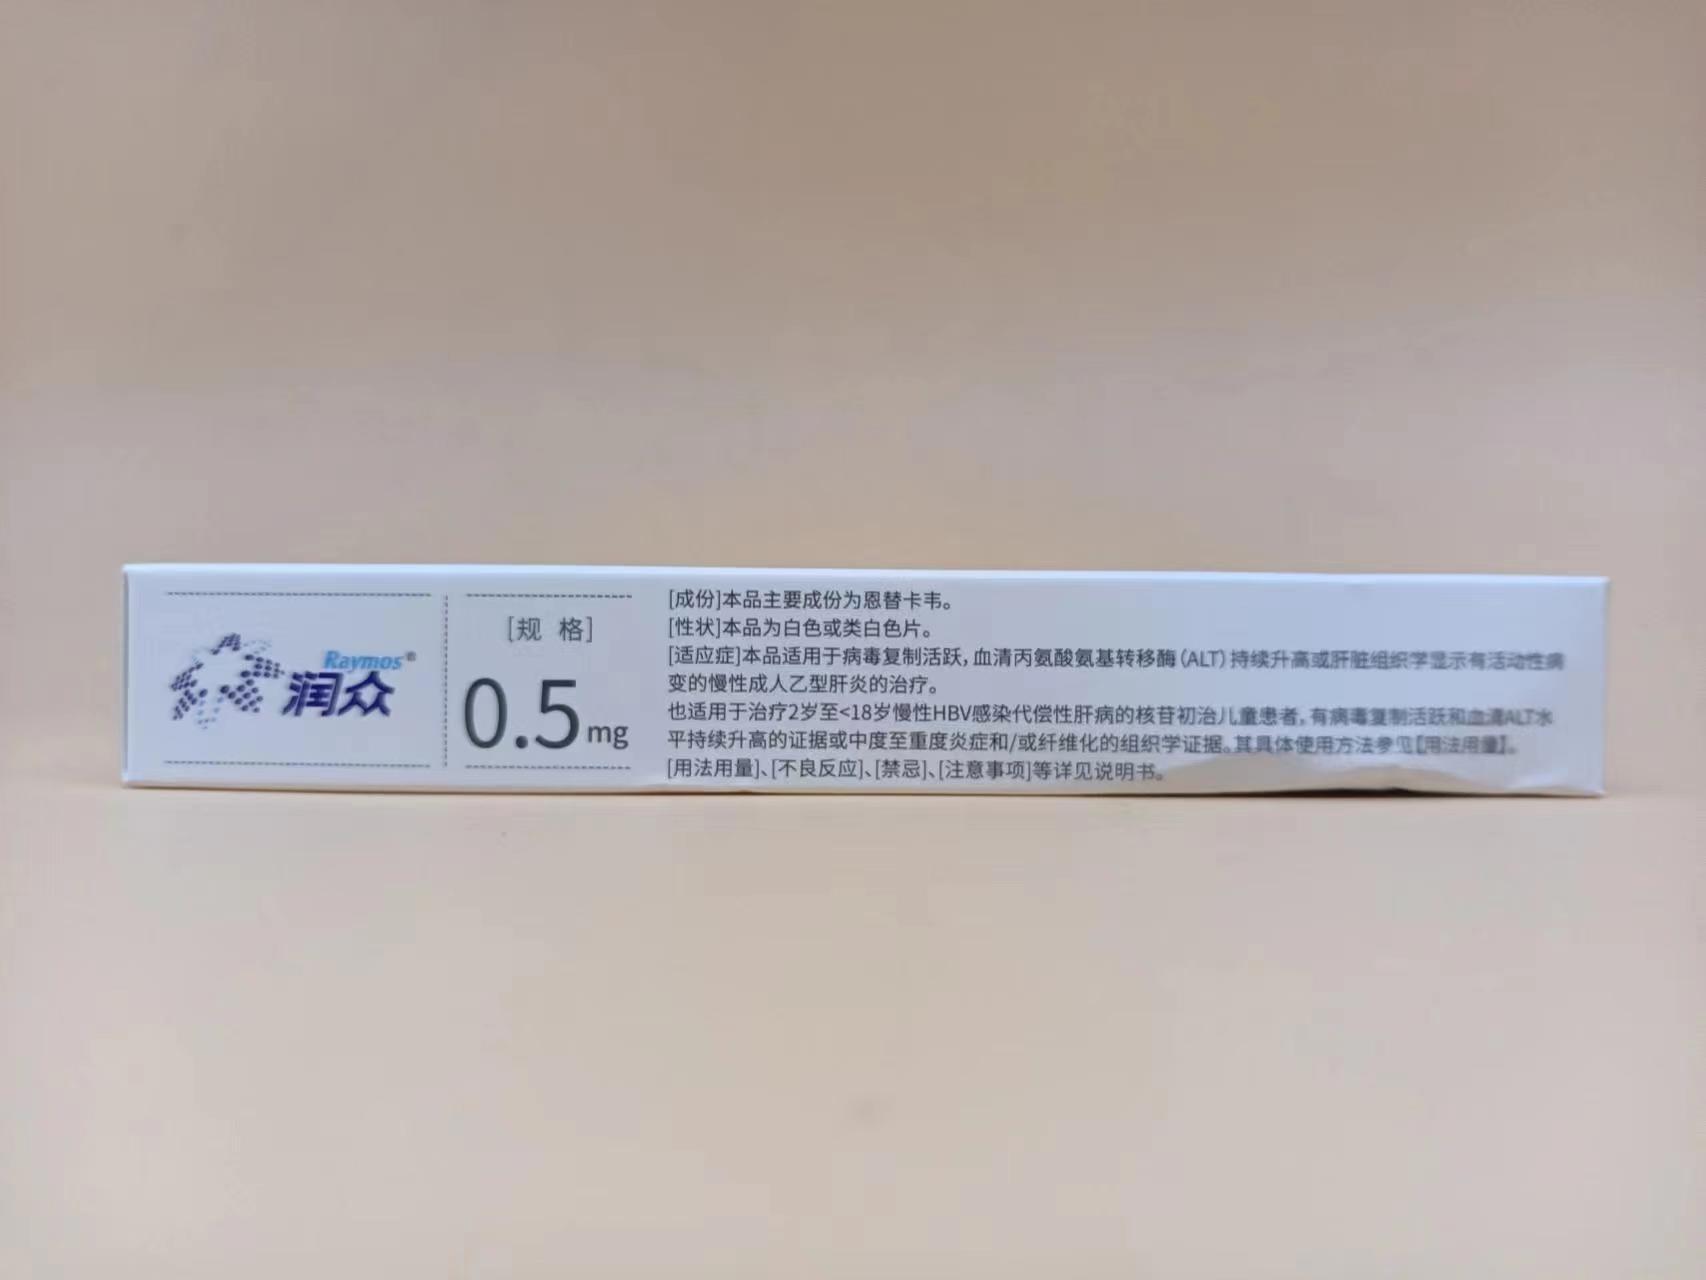 Raymos®
润众
[规 格]
0.5mg
[成份]本品主要成份为恩替卡韦。
[性状]本品为白色或类白色片。
[适应症]本品适用于病毒复制活跃，血清丙氨酸氨基转移酶（ALT）持续升高或肝脏组织学显示有活动性病
变的慢性成人乙型肝炎的治疗。
也适用于治疗2岁至<18岁慢性HBV感染代偿性肝病的核苷初治儿童患者，有病毒复制活跃和血清ALT水
平持续升高的证据或中度至重度炎症和/或纤维化的组织学证据。其具体使用方法参见【用法用量】。
[用法用量]、[不良反应]、[禁忌]、[注意事项]等详见说明书。